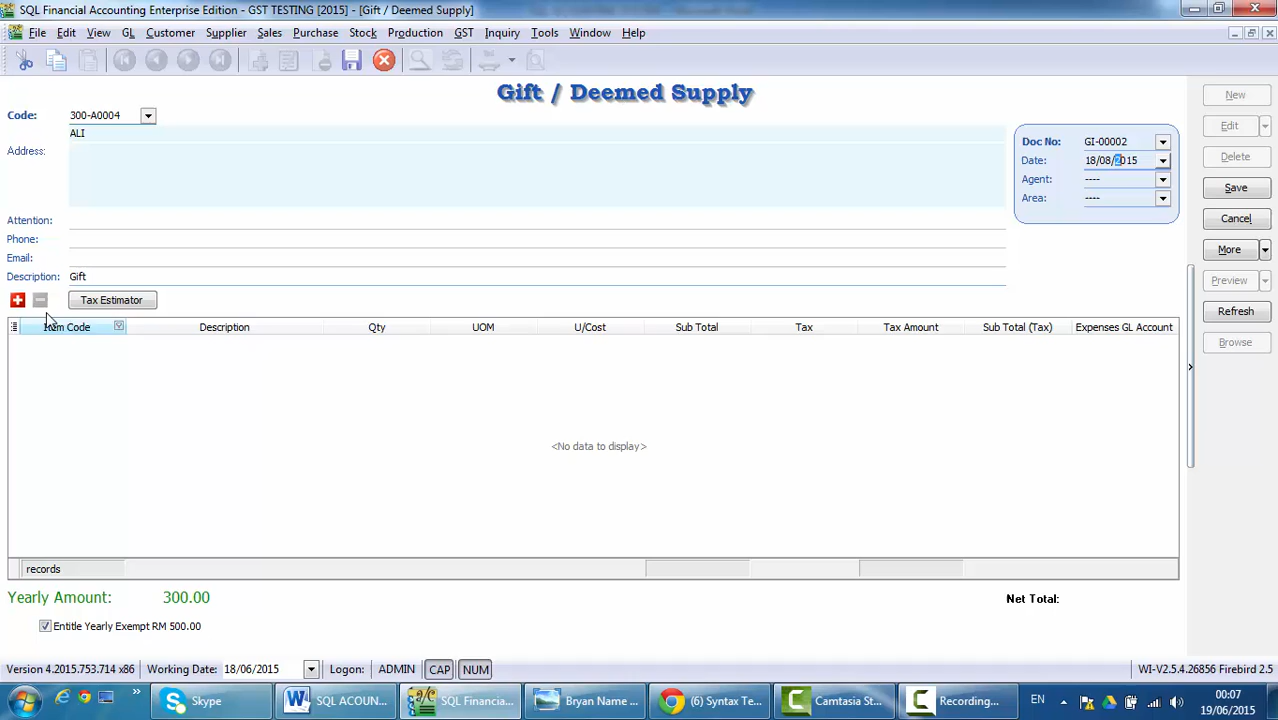 SQL Financial Accounting Enterprise Edition - GST TESTING [2015] - [Gift / Deemed Supply]
File Edit View GL Customer Supplier Sales Purchase Stock Production GST Inquiry Tools Window Help
Gift / Deemed Supply
New
Code: 300-A0004
ALI
Doc No: GI-00002
Edit
Address:
Date: 18/08/2015
Delete
Agent: ----
Save
Area: ----
Attention:
Cancel
Phone:
More
Email:
Description: Gift
Preview
Tax Estimator
Refresh
Item Code Description Qty UOM U/Cost Sub Total Tax Tax Amount Sub Total (Tax) Expenses GL Account
Browse
<No data to display>
records
Yearly Amount: 300.00
Net Total:
Entitle Yearly Exempt RM 500.00
Version 4.2015.753.714 x86 Working Date: 18/06/2015 Logon: ADMIN CAP NUM WI-V2.5.4.26856 Firebird 2.5
Skype SQL ACOUN... SQL Financia... Bryan Name ... (6) Syntax Te... Camtasia St... Recording... EN 00:07
19/06/2015